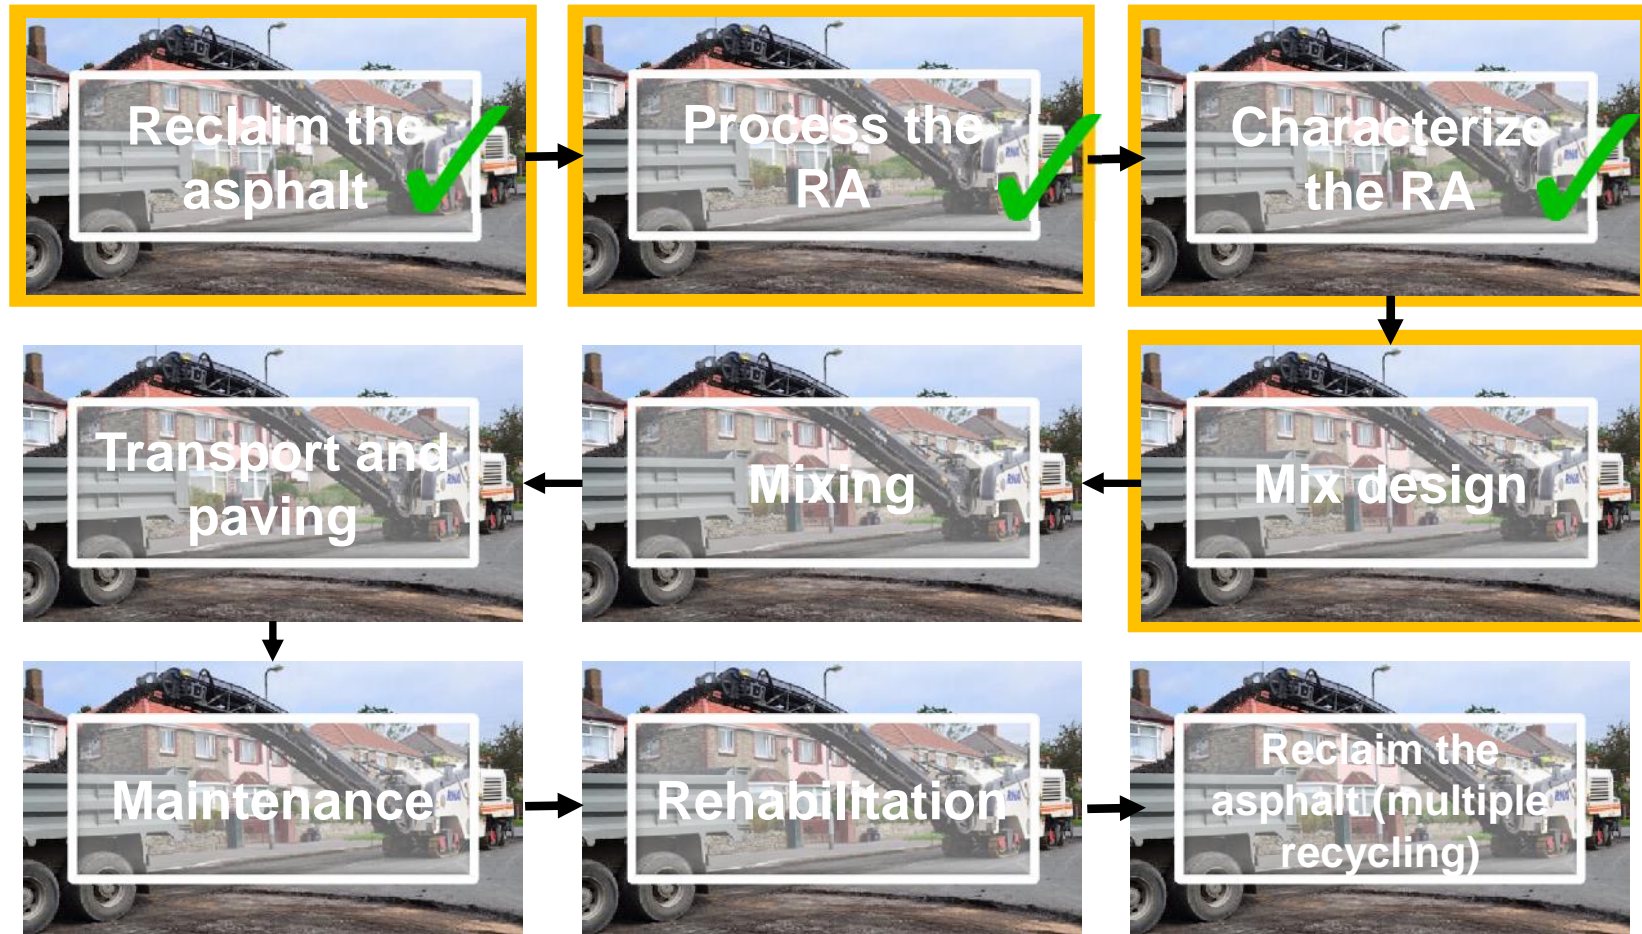 Reclaim the
asphalt
Process the
RA
Characterize
the RA
Mix design
Mixing
Transport and
paving
Maintenance
Rehabilitation
Reclaim the
asphalt (multiple
recycling)